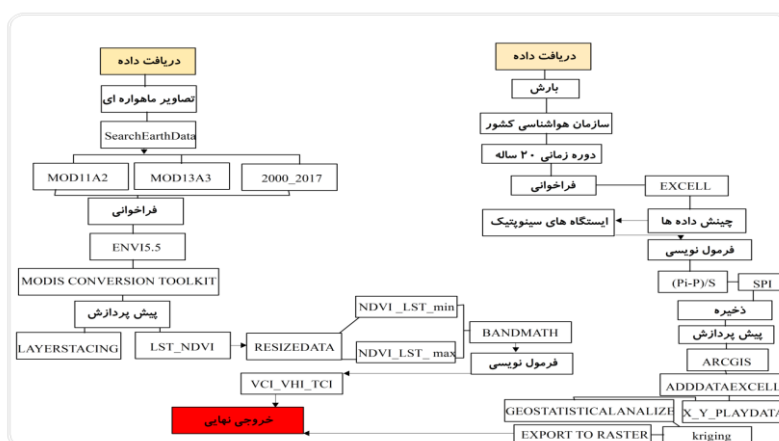 دریافت داده
تصاویر ماهواره ای
SearchEarthData
MOD11A2
MOD13A3
2000_2017
فراخوانی
ENVI5.5
MODIS CONVERSION TOOLKIT
پیش پردازش
LAYERSTACING
LST_NDVI
RESIZEDATA
NDVI _LST_min
NDVI_LST_ max
BANDMATH
فرمول نویسی
VCI_VHI_TCI
خروجی نهایی
دریافت داده
بارش
سازمان هواشناسی کشور
دوره زمانی ۲۰ ساله
فراخوانی
EXCELL
چینش داده ها
ایستگاه های سینوپتیک
فرمول نویسی
(Pi-P)/S
SPI
ذخیره
پیش پردازش
ARCGIS
ADDDATAEXCELL
X_Y_PLAYDATA
GEOSTATISTICALANALIZE
kriging
EXPORT TO RASTER